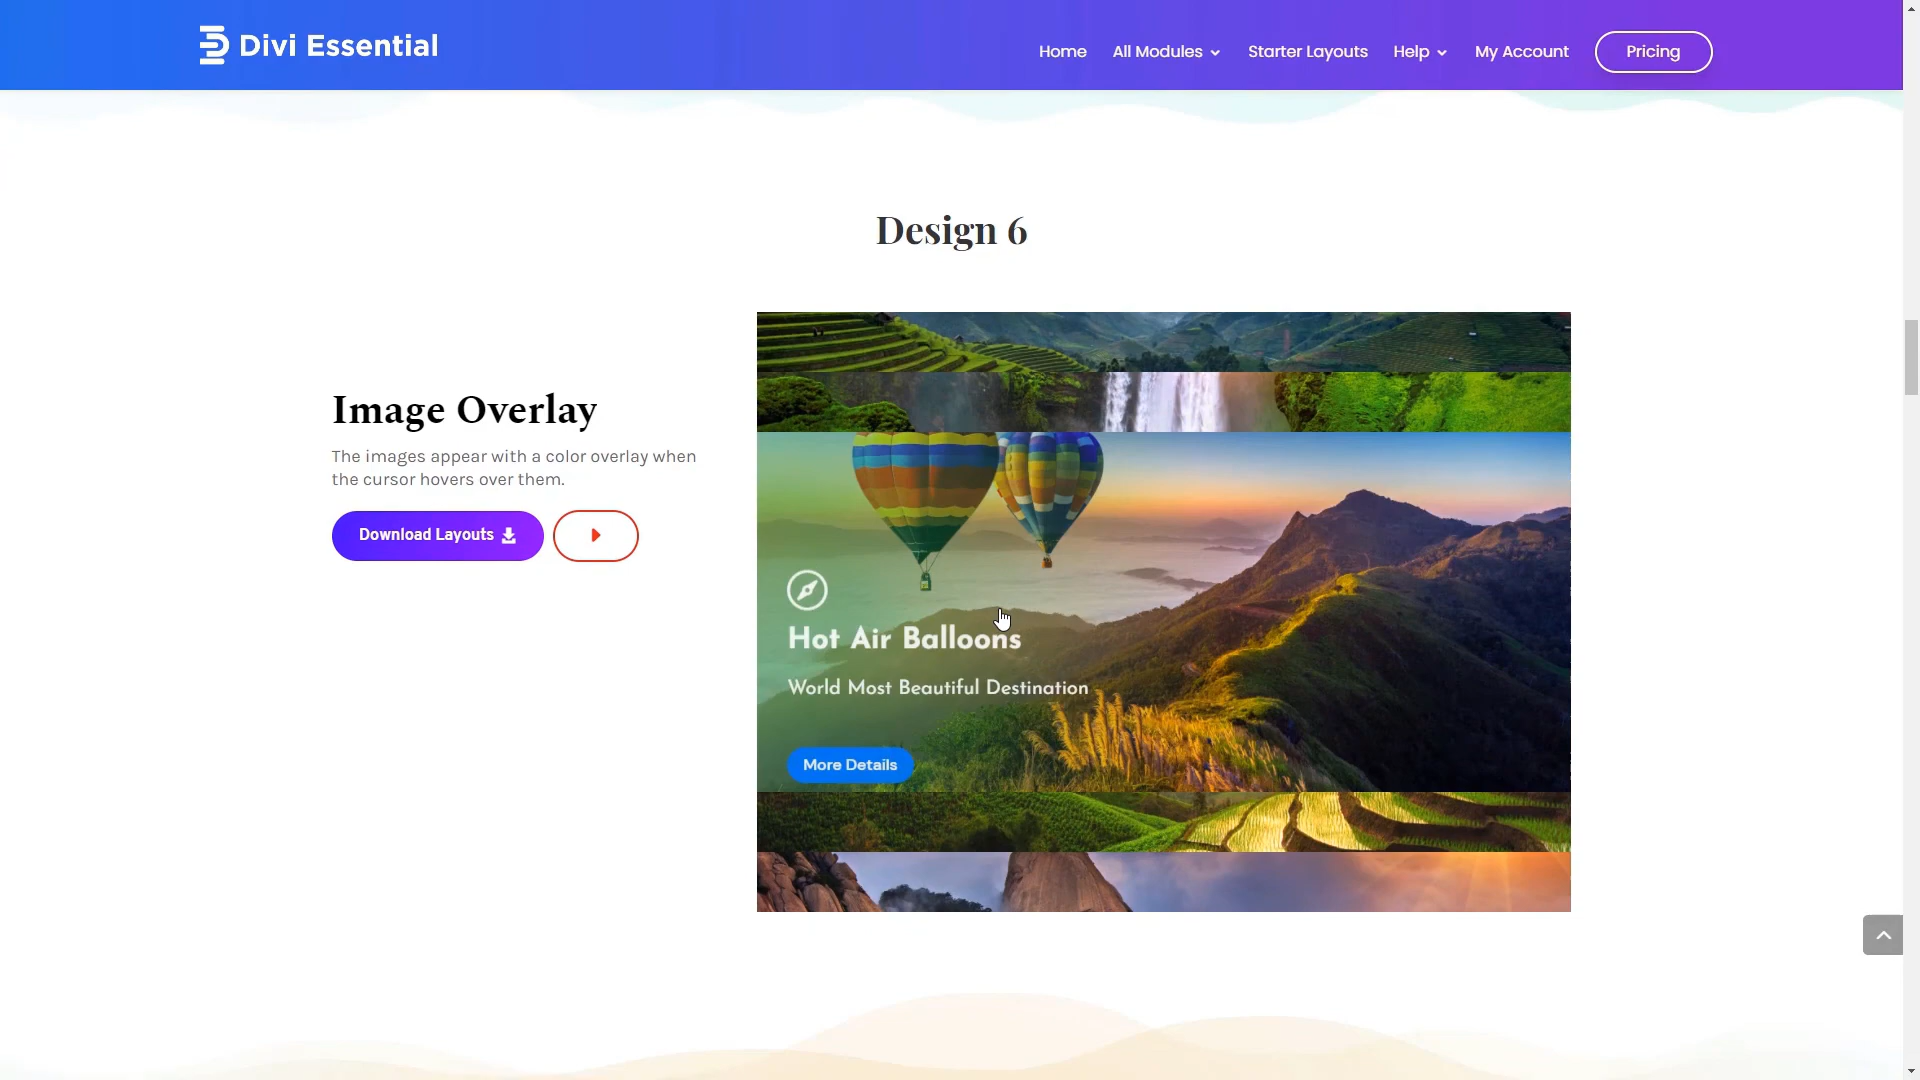 Divi Essential
Home All Modules Starter Layouts Help My Account Pricing
Design 6
Image Overlay
The images appear with a color overlay when
the cursor hovers over them.
Download Layouts
Hot Air Balloons
World Most Beautiful Destination
More Details